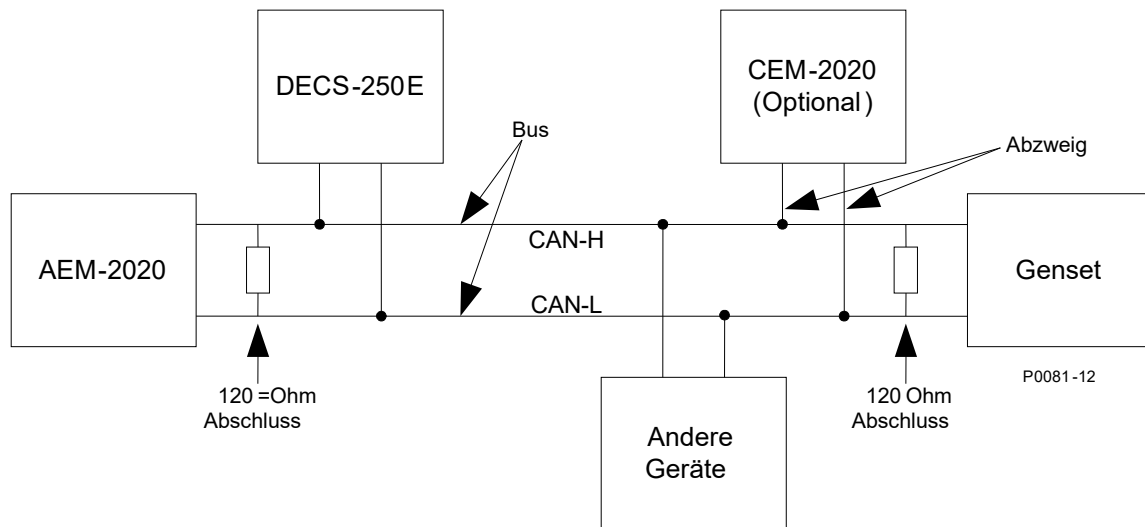 DECS-250E
CEM-2020
(Optional)
Bus
Abzweig
AEM-2020
CAN-H
Genset
CAN-L
P0081-12
120 =Ohm
Abschluss
120 Ohm
Abschluss
Andere
Geräte